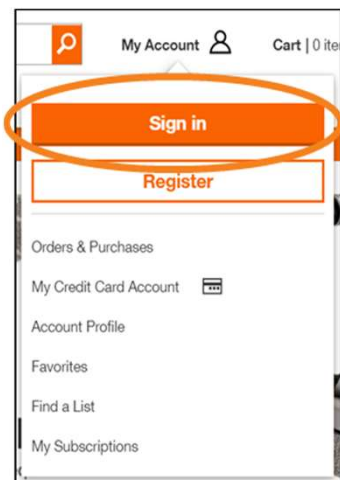 My Account
Cart | 0 ite
Sign in
Register
Orders & Purchases
My Credit Card Account
Account Profile
Favorites
Find a List
My Subscriptions